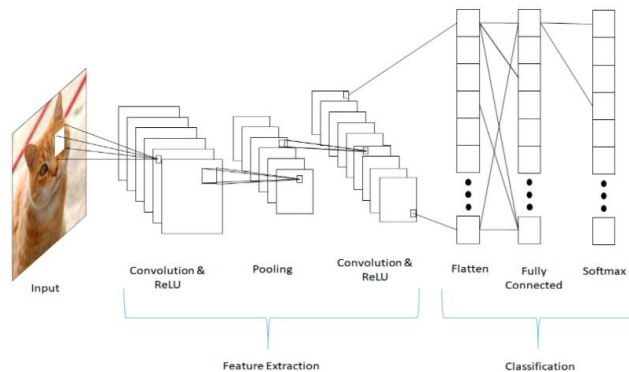 Input
Convolution &
ReLU
Pooling
Convolution &
ReLU
Flatten
Fully
Connected
Softmax
Feature Extraction
Classification